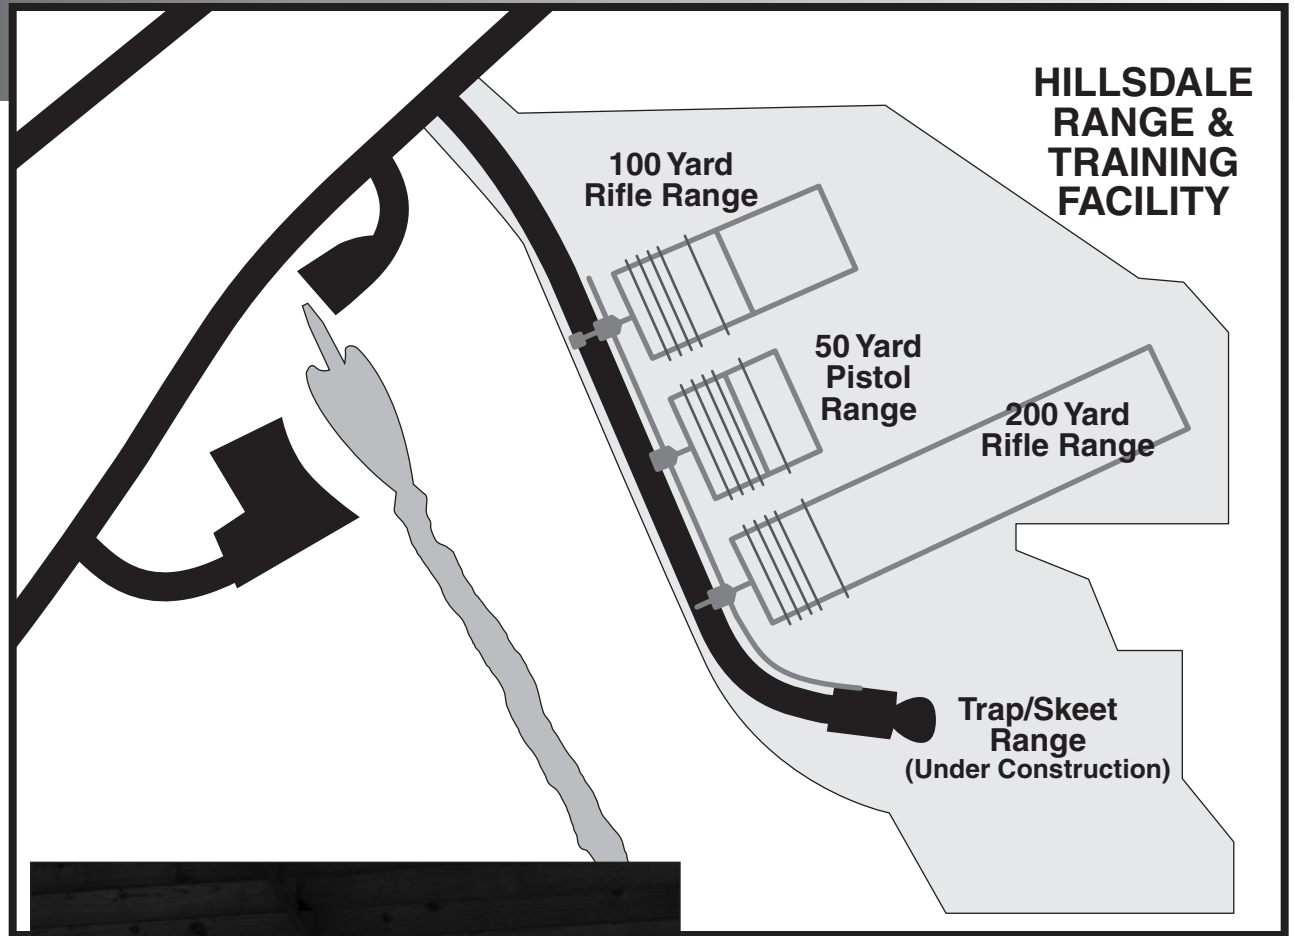 HILLSDALE
RANGE &
TRAINING
FACILITY
100 Yard
Rifle Range
50 Yard
Pistol
Range
200 Yard
Rifle Range
Trap/Skeet
Range
(Under Construction)